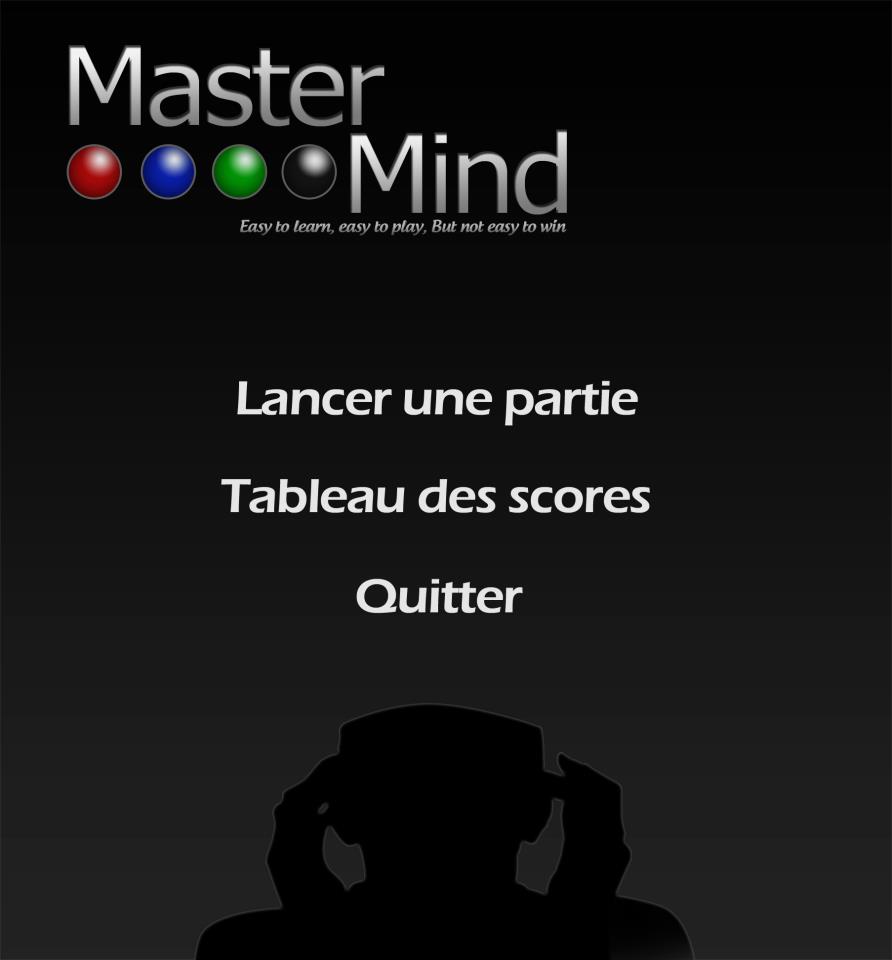 Master
Mind
Easy to learn, easy to play, But not easy to win
Lancer une partie
Tableau des scores
Quitter